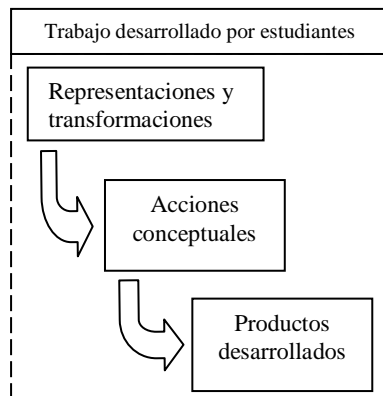 Trabajo desarrollado por estudiantes
Representaciones y
transformaciones
Acciones
conceptuales
Productos
desarrollados